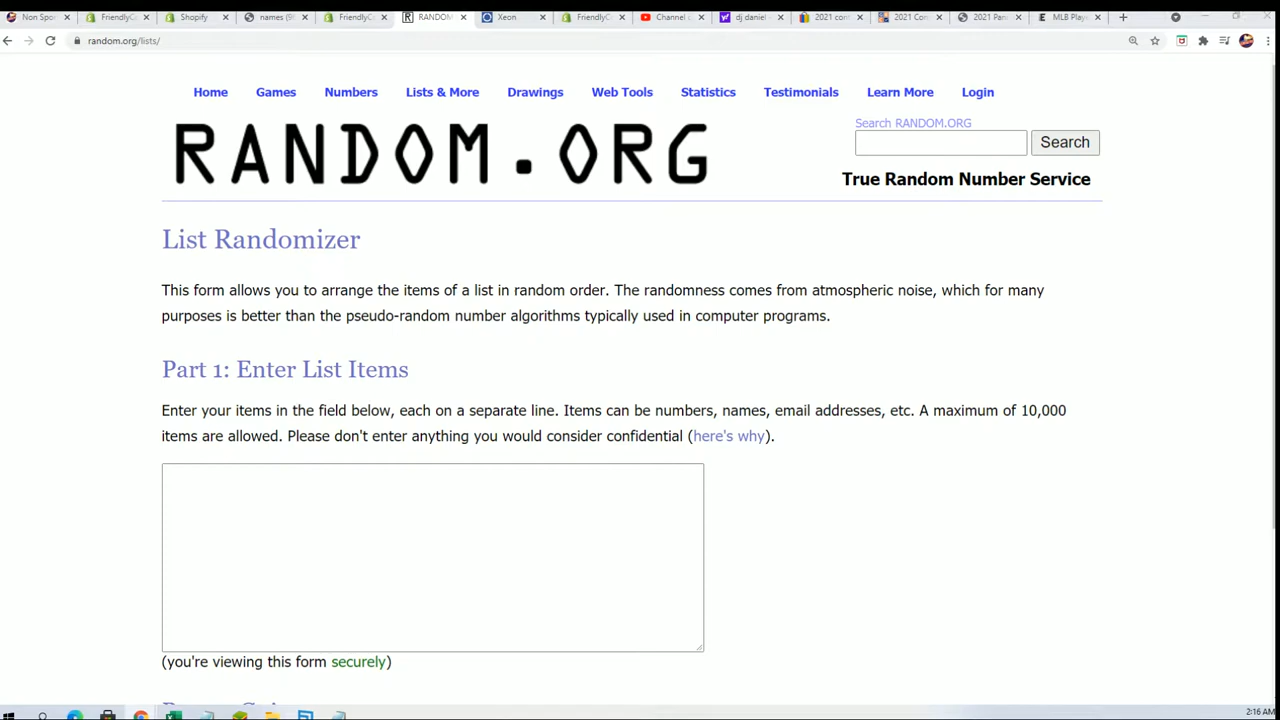 Non Spo
FriendlyC
Shopify
names (9
FriendlyC
RANDOM
Xeon
FriendlyC
Channel c
dj daniel
2021 con
2021 Con
2021 Pan
MLB Playe
random.org/lists/
Home Games Numbers Lists & More Drawings Web Tools Statistics Testimonials Learn More Login
Search RANDOM.ORG
RANDOM.ORG
Search
True Random Number Service
List Randomizer
This form allows you to arrange the items of a list in random order. The randomness comes from atmospheric noise, which for many
purposes is better than the pseudo-random number algorithms typically used in computer programs.
Part 1: Enter List Items
Enter your items in the field below, each on a separate line. Items can be numbers, names, email addresses, etc. A maximum of 10,000
items are allowed. Please don't enter anything you would consider confidential (here's why).
(you're viewing this form securely)
2:16 AM